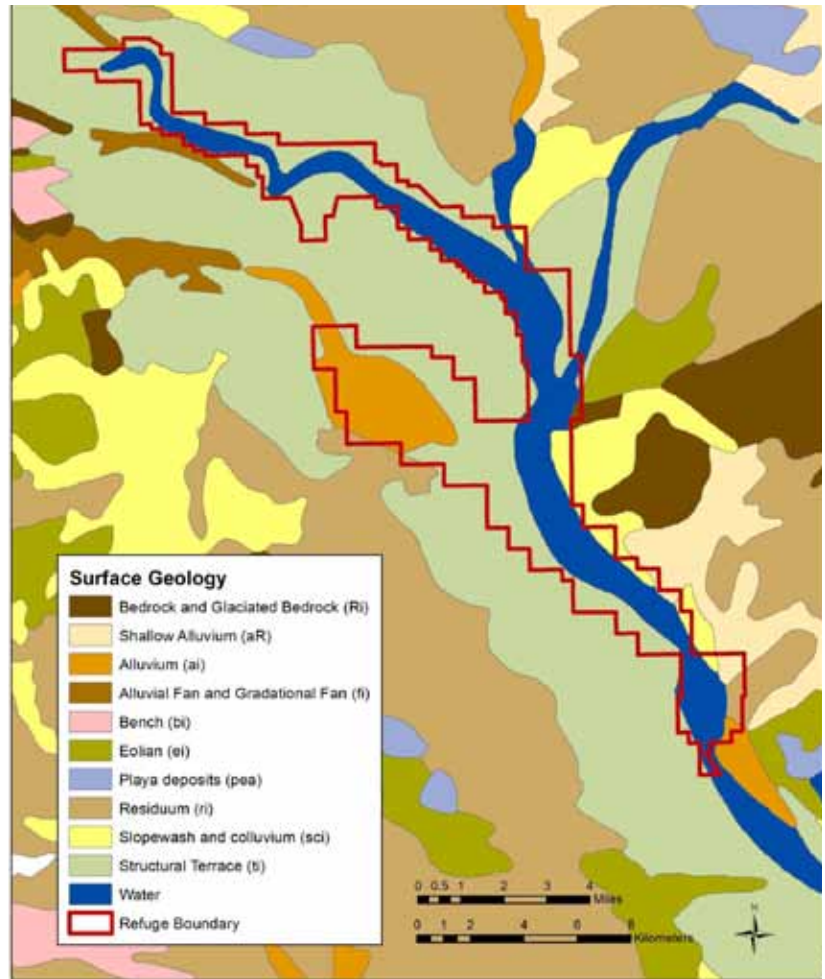 Surface Geology
Bedrock and Glaciated Bedrock (Ri)
Shallow Alluvium (aR)
Alluvium (ai)
Alluvial Fan and Gradational Fan (fi)
Bench (bi)
Eolian (ei)
Playa deposits (pea)
Residuum (ri)
Slopewash and colluvium (sci)
Structural Terrace (ti)
Water
Refuge Boundary
0 0.5 1 2 3 4
Miles
0 1 2 4 6 8
Kilometers
N